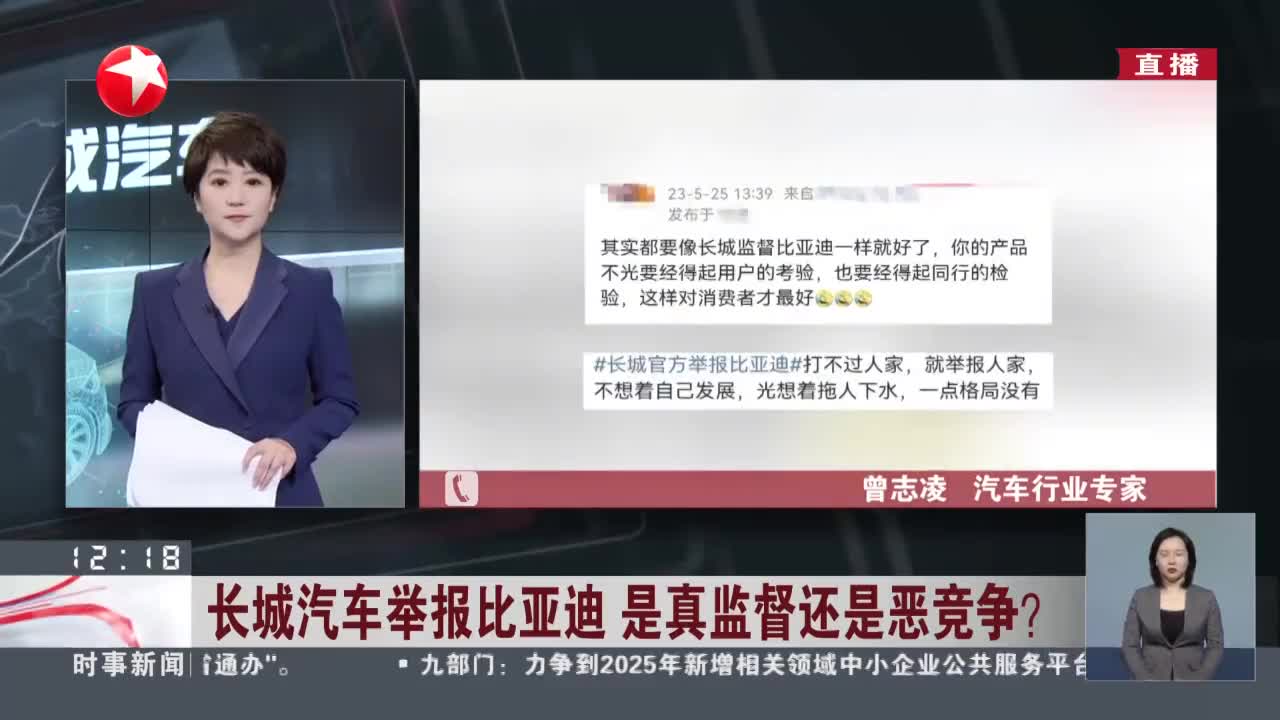 直播
城汽车
23-5-25 13:39 来自
发布于
其实都要像长城监督比亚迪一样就好了，你的产品
不光要经得起用户的考验，也要经得起同行的检
验，这样对消费者才最好
#长城官方举报比亚迪#打不过人家，就举报人家，
不想着自己发展，光想着拖人下水，一点格局没有
曾志凌 汽车行业专家
12:18
长城汽车举报比亚迪 是真监督还是恶竞争?
时事新闻 通办"。 ▪ 九部门：力争到2025年新增相关领域中小企业公共服务平台